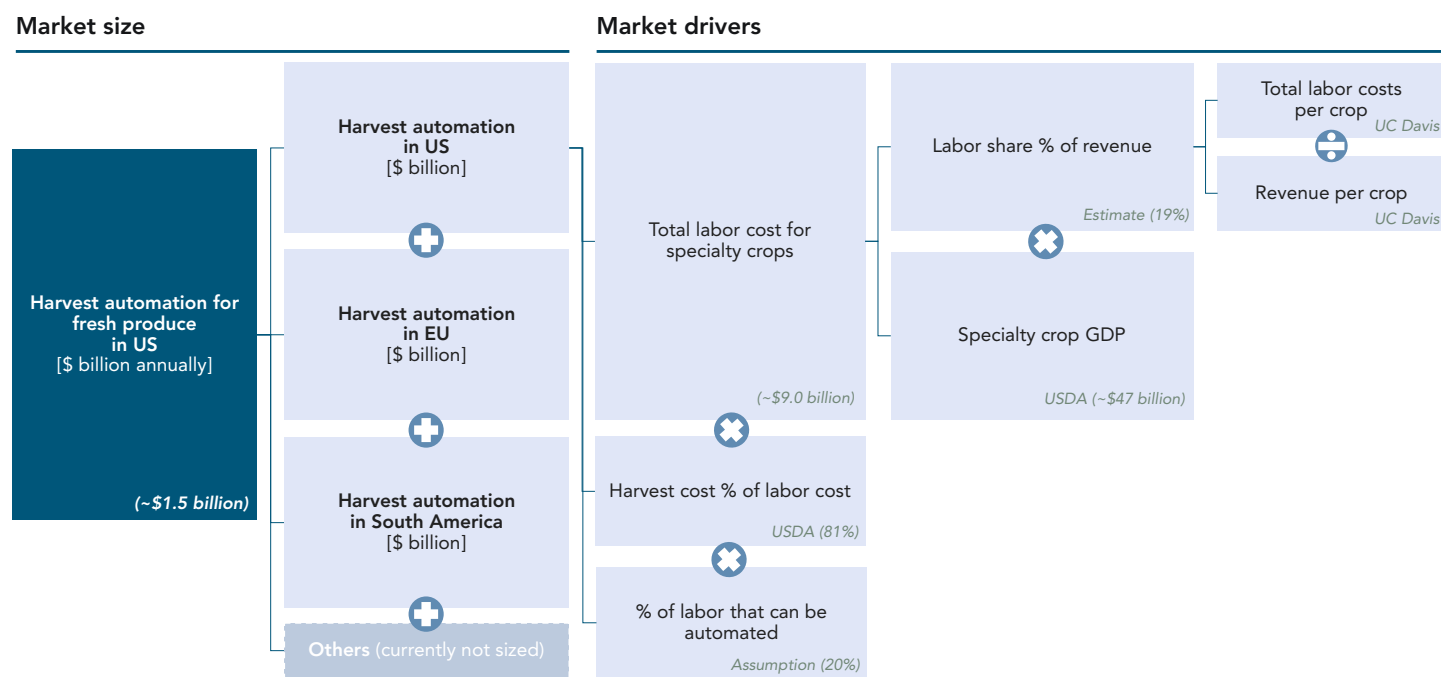 Market size
Market drivers
Harvest automation for
fresh produce
in US
[$ billion annually]
(~$1.5 billion)
Harvest automation
in US
[$ billion]
Harvest automation
in EU
[$ billion]
Harvest automation
in South America
[$ billion]
Others (currently not sized)
Total labor cost for
specialty crops
(~$9.0 billion)
Harvest cost % of labor cost
USDA (81%)
% of labor that can be
automated
Assumption (20%)
Labor share % of revenue
Estimate (19%)
Specialty crop GDP
USDA (~$47 billion)
Total labor costs
per crop
UC Davis
Revenue per crop
UC Davis